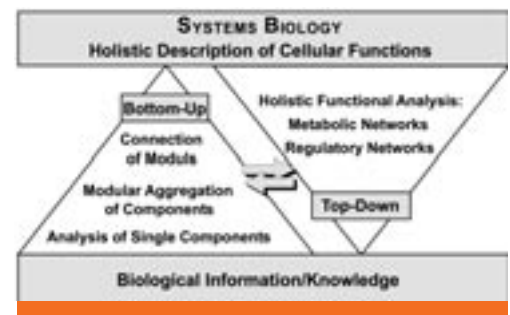 SYSTEMS BIOLOGY
Holistic Description of Cellular Functions
Bottom-Up
Connection
of Moduls
Modular Aggregation
of Components
Analysis of Single Components
Holistic Functional Analysis:
Metabolic Networks
Regulatory Networks
Top-Down
Biological Information/Knowledge